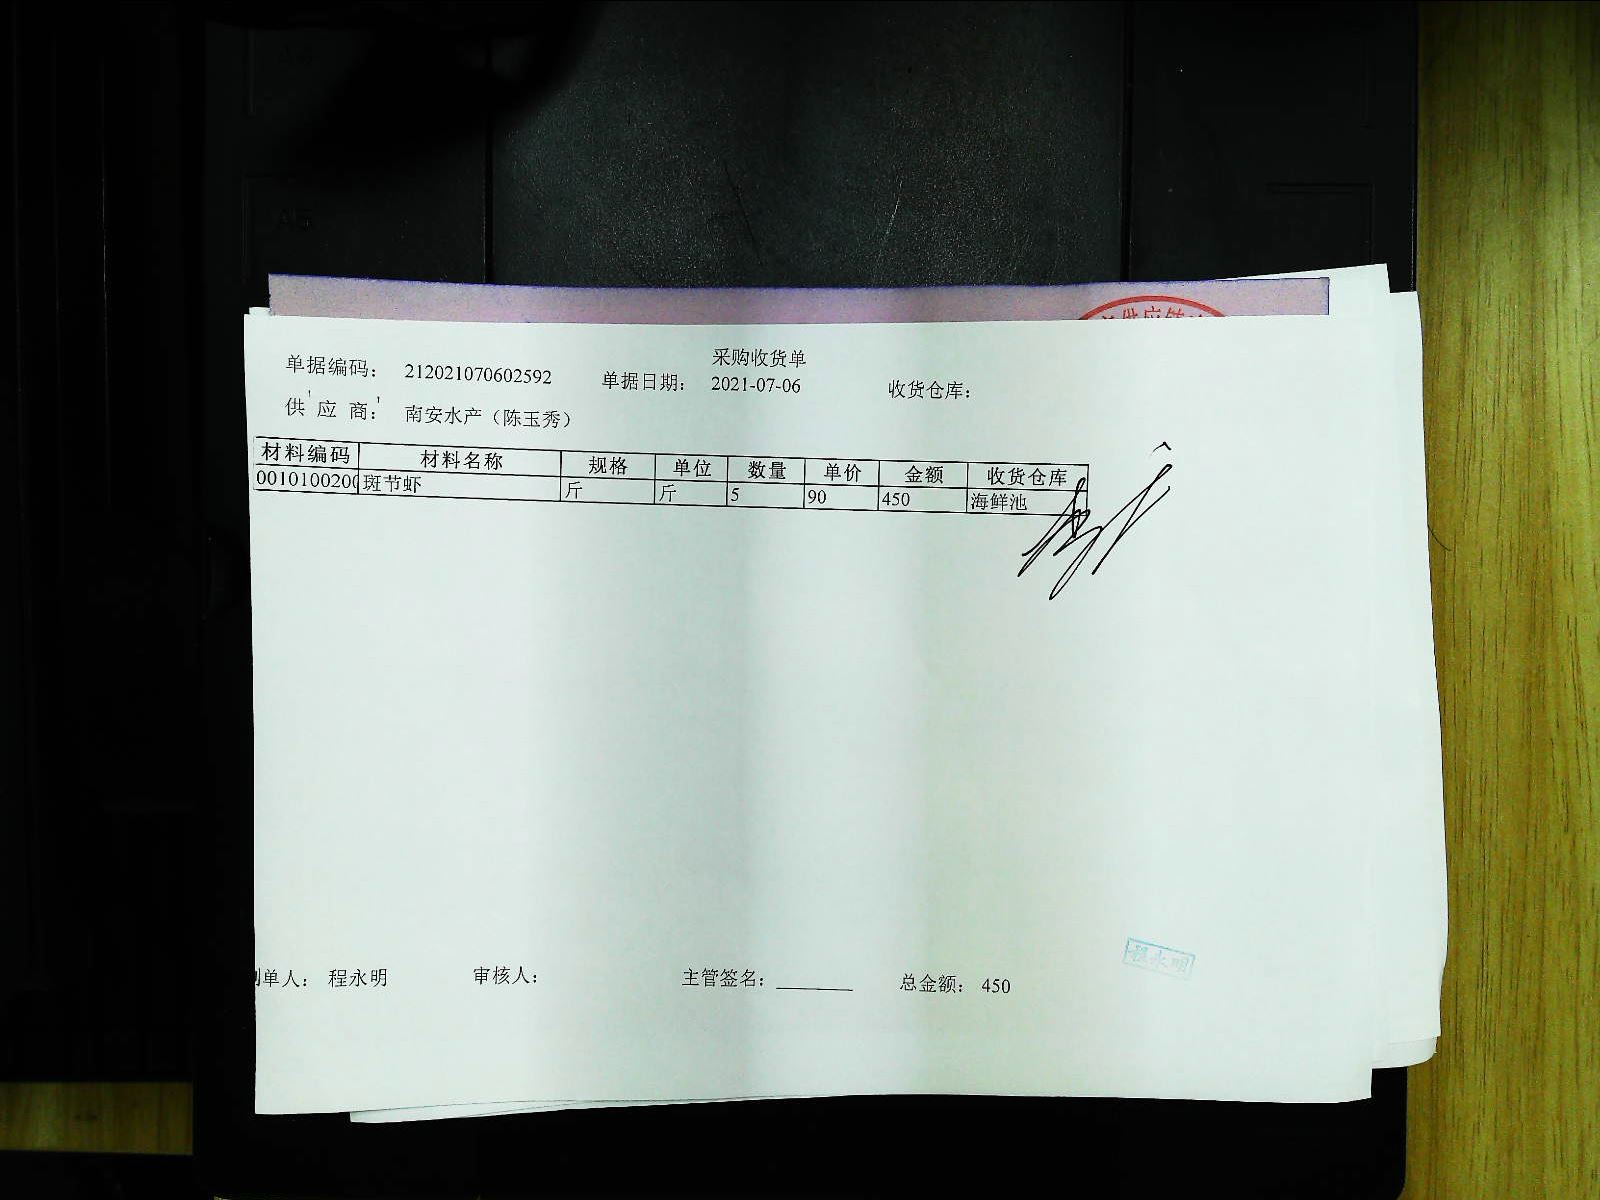 采购收货单
单据编码： 212021070602592 单据日期： 2021-07-06 收货仓库：
供 应 商： 南安水产（陈玉秀）
材料编码 材料名称 规格 单位 数量 单价 金额 收货仓库
0010100200 斑节虾 斤 斤 5 90 450 海鲜池
程永明
制单人： 程永明 审核人： 主管签名： 总金额： 450